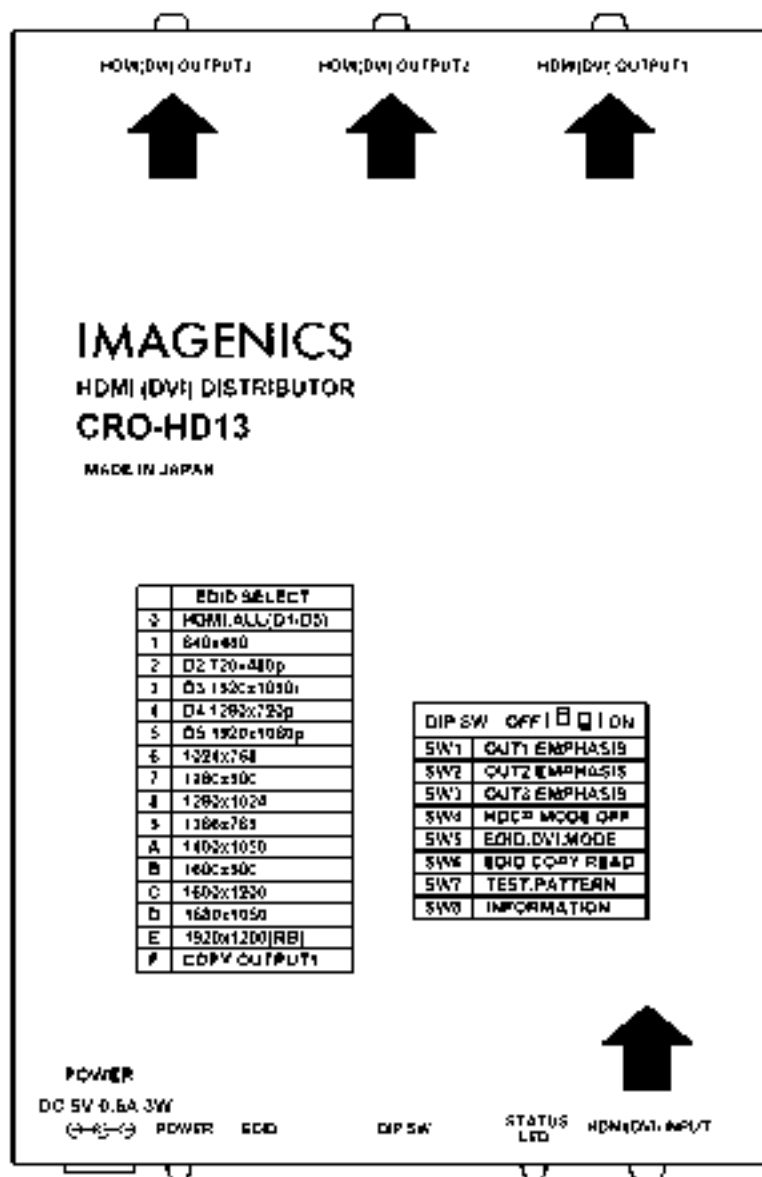 HDMI(DVI) OUTPUT3 HDMI(DVI) OUTPUT2 HDMI(DVI) OUTPUT1
IMAGENICS
HDMI (DVI) DISTRIBUTOR
CRO-HD13
MADE IN JAPAN
EDID SELECT
0 HDMI.ALL(D1-D5)
1 640x480
2 D2 720x480p
3 D3 1920x1080i
4 D4 1280x720p
5 D5 1920x1080p
6 1024x768
7 1280x800
8 1280x1024
9 1366x768
A 1400x1050
B 1600x900
C 1600x1200
D 1680x1050
E 1920x1200(RB)
F COPY OUTPUT1
DIP SW OFF ON
SW1 OUT1 EMPHASIS
SW2 OUT2 EMPHASIS
SW3 OUT3 EMPHASIS
SW4 HDCP MODE OFF
SW5 EDID.DVI.MODE
SW6 EDID COPY READ
SW7 TEST.PATTERN
SW8 INFORMATION
POWER
DC 5V 0.6A 3W
POWER EDID DIP SW STATUS LED HDMI(DVI) INPUT